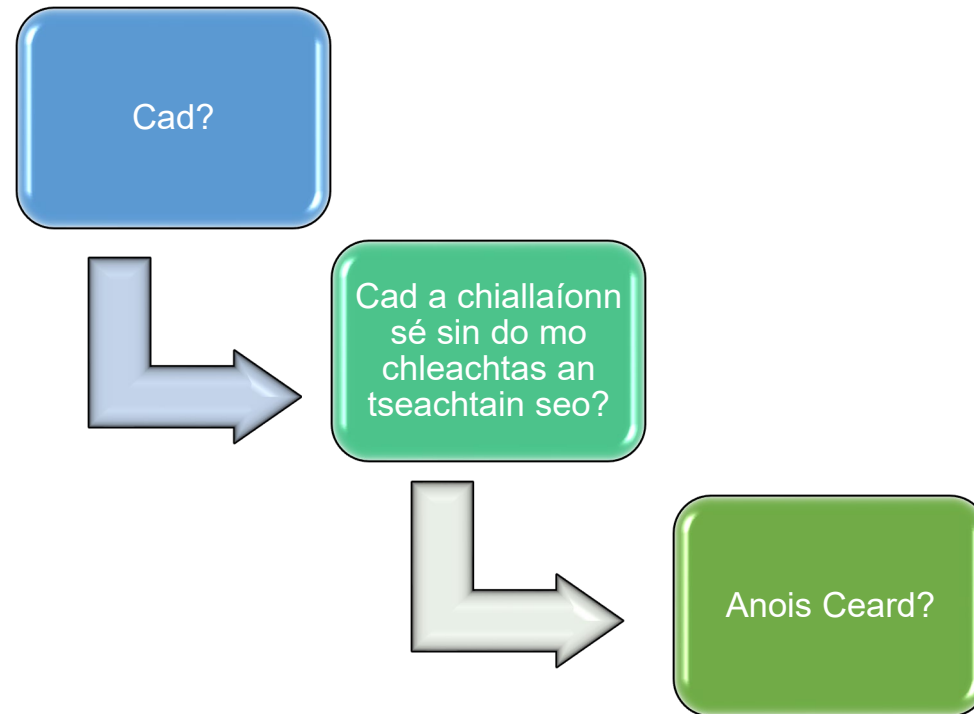 Cad?
Cad a chiallaíonn
sé sin do mo
chleachtas an
tseachtain seo?
Anois Ceard?